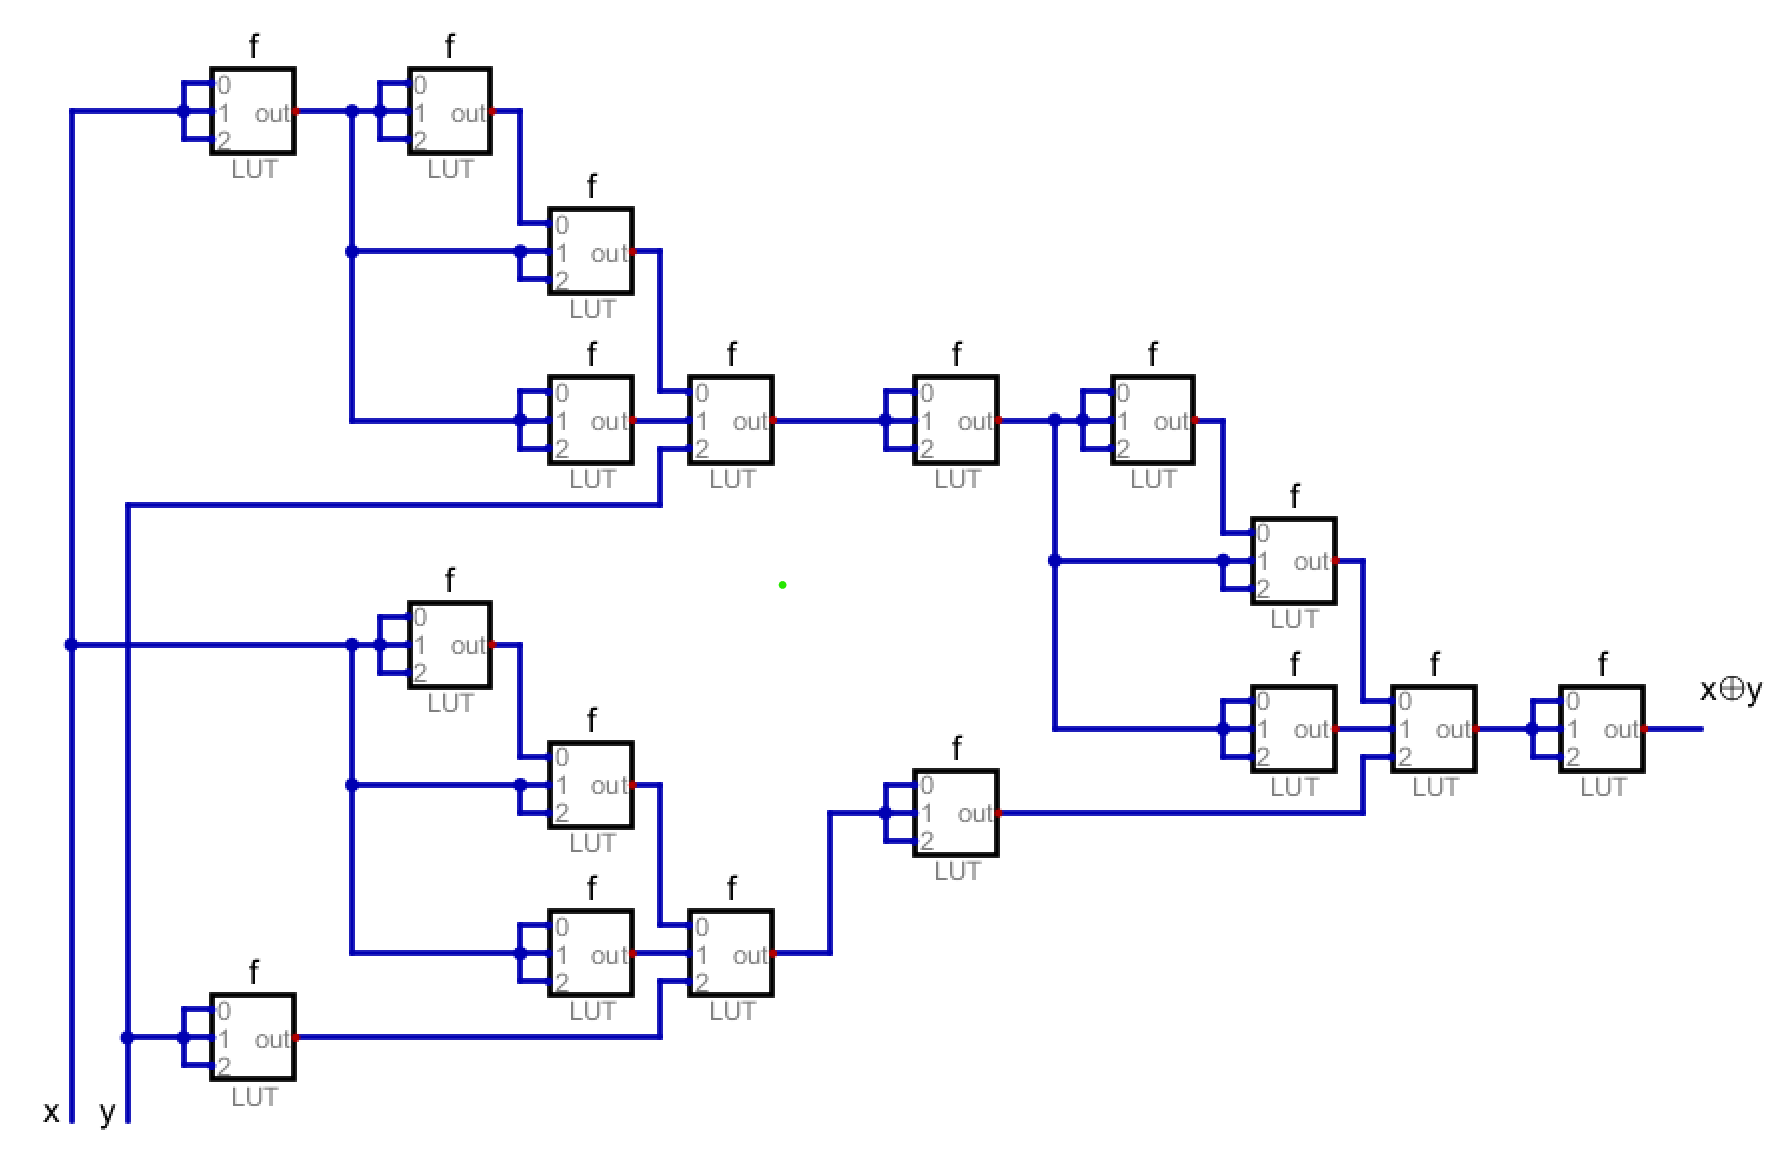 f f
0 0
1 out 1 out
2 2
LUT LUT
f
0
1 out
2
LUT
f f f f
0 0 0 0
1 out 1 out 1 out 1 out
2 2 2 2
LUT LUT LUT LUT
f
0
1 out
2
LUT
f
0
1 out
2
LUT
f f f
0 0 0
1 out 1 out 1 out
2 2 2
LUT LUT LUT
x⊕y
f
0
1 out
2
LUT
f
0
1 out
2
LUT
f f
0 0
1 out 1 out
2 2
LUT LUT
f
0
1 out
2
LUT
x y